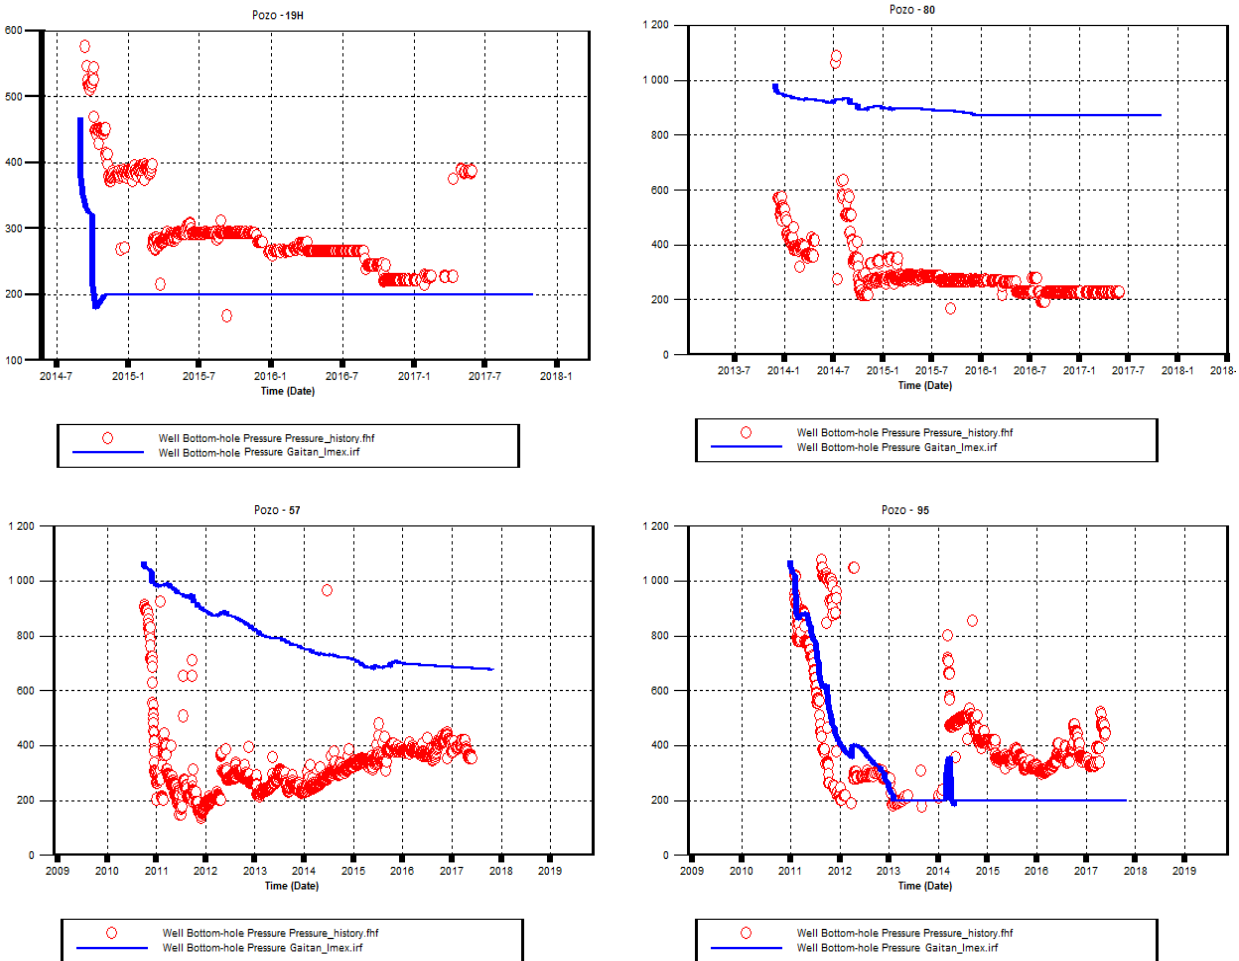 Pozo - 19H
600
500
400
300
200
100
2014-7 2015-1 2015-7 2016-1 2016-7 2017-1 2017-7 2018-1
Time (Date)
Well Bottom-hole Pressure Pressure_history.fhf
Well Bottom-hole Pressure Gaitan_Imex.irf
Pozo - 80
1 200
1 000
800
600
400
200
0
2013-7 2014-1 2014-7 2015-1 2015-7 2016-1 2016-7 2017-1 2017-7 2018-1 2018-
Time (Date)
Well Bottom-hole Pressure Pressure_history.fhf
Well Bottom-hole Pressure Gaitan_Imex.irf
Pozo - 57
1 200
1 000
800
600
400
200
0
2009 2010 2011 2012 2013 2014 2015 2016 2017 2018 2019
Time (Date)
Well Bottom-hole Pressure Pressure_history.fhf
Well Bottom-hole Pressure Gaitan_Imex.irf
Pozo - 95
1 200
1 000
800
600
400
200
0
2009 2010 2011 2012 2013 2014 2015 2016 2017 2018 2019
Time (Date)
Well Bottom-hole Pressure Pressure_history.fhf
Well Bottom-hole Pressure Gaitan_Imex.irf